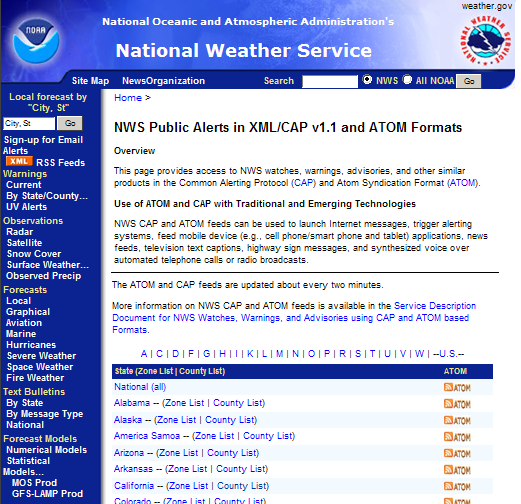 weather.gov
NOAA
National Oceanic and Atmospheric Administration's
National Weather Service
NATIONAL WEATHER SERVICE
Site Map News Organization Search NWS All NOAA Go
Local forecast by
"City, St"
City, St Go
Sign-up for Email
Alerts
XML RSS Feeds
Warnings
Current
By State/County...
UV Alerts
Observations
Radar
Satellite
Snow Cover
Surface Weather...
Observed Precip
Forecasts
Local
Graphical
Aviation
Marine
Hurricanes
Severe Weather
Space Weather
Fire Weather
Text Bulletins
By State
By Message Type
National
Forecast Models
Numerical Models
Statistical
Models...
MOS Prod
GFS-LAMP Prod
Home >
NWS Public Alerts in XML/CAP v1.1 and ATOM Formats
Overview
This page provides access to NWS watches, warnings, advisories, and other similar
products in the Common Alerting Protocol (CAP) and Atom Syndication Format (ATOM).
Use of ATOM and CAP with Traditional and Emerging Technologies
NWS CAP and ATOM feeds can be used to launch Internet messages, trigger alerting
systems, feed mobile device (e.g., cell phone/smart phone and tablet) applications, news
feeds, television text captions, highway sign messages, and synthesized voice over
automated telephone calls or radio broadcasts.
The ATOM and CAP feeds are updated about every two minutes.
More information on NWS CAP and ATOM feeds is available in the Service Description
Document for NWS Watches, Warnings, and Advisories using CAP and ATOM based
Formats.
A | C | D | F | G | H | I | K | L | M | N | O | P | R | S | T | U | V | W | --U.S.--
State (Zone List | County List) ATOM
National (all) ATOM
Alabama -- (Zone List | County List) ATOM
Alaska -- (Zone List | County List) ATOM
America Samoa -- (Zone List | County List) ATOM
Arizona -- (Zone List | County List) ATOM
Arkansas -- (Zone List | County List) ATOM
California -- (Zone List | County List) ATOM
Colorado -- (Zone List | County List) ATOM